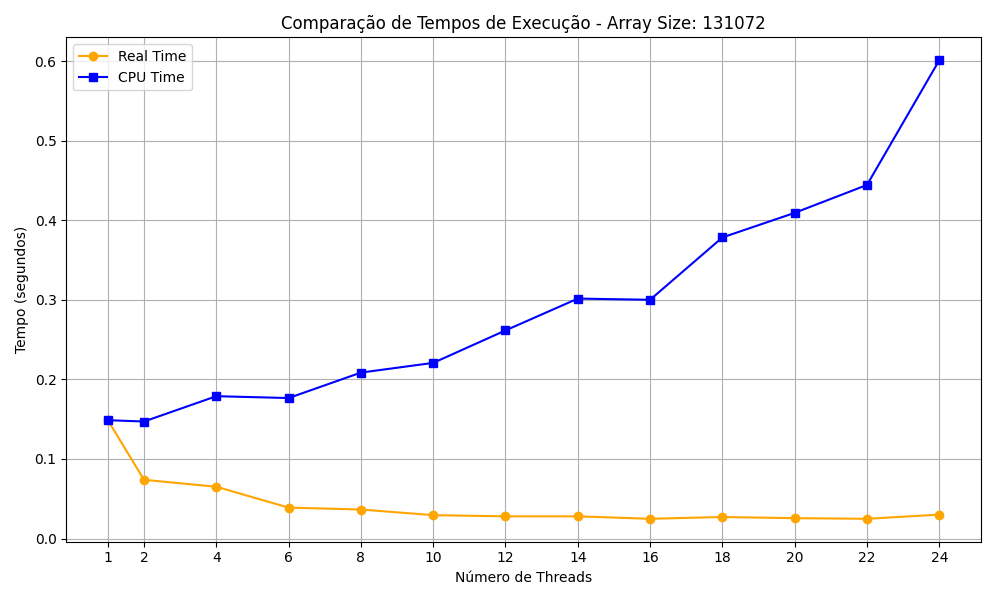 Comparação de Tempos de Execução - Array Size: 131072
Real Time
CPU Time
Tempo (segundos)
0.6
0.5
0.4
0.3
0.2
0.1
0.0
1 2 4 6 8 10 12 14 16 18 20 22 24
Número de Threads